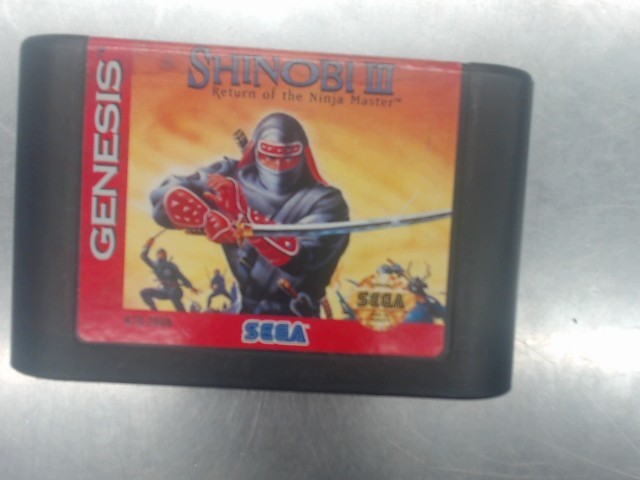 SHINOBI III
Return of the Ninja Master™
GENESIS
SEGA
SEGA